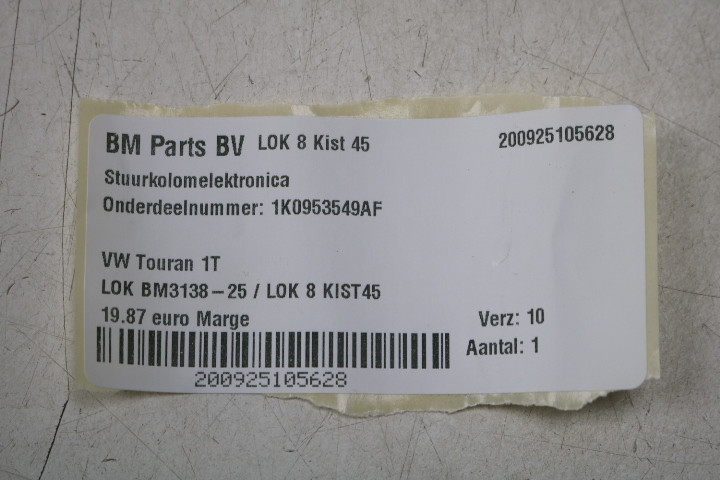 BM Parts BV LOK 8 Kist 45 200925105628
Stuurkolomelektronica
Onderdeelnummer: 1K0953549AF
VW Touran 1T
LOK BM3138-25 / LOK 8 KIST45
19.87 euro Marge Verz: 10
Aantal: 1
200925105628